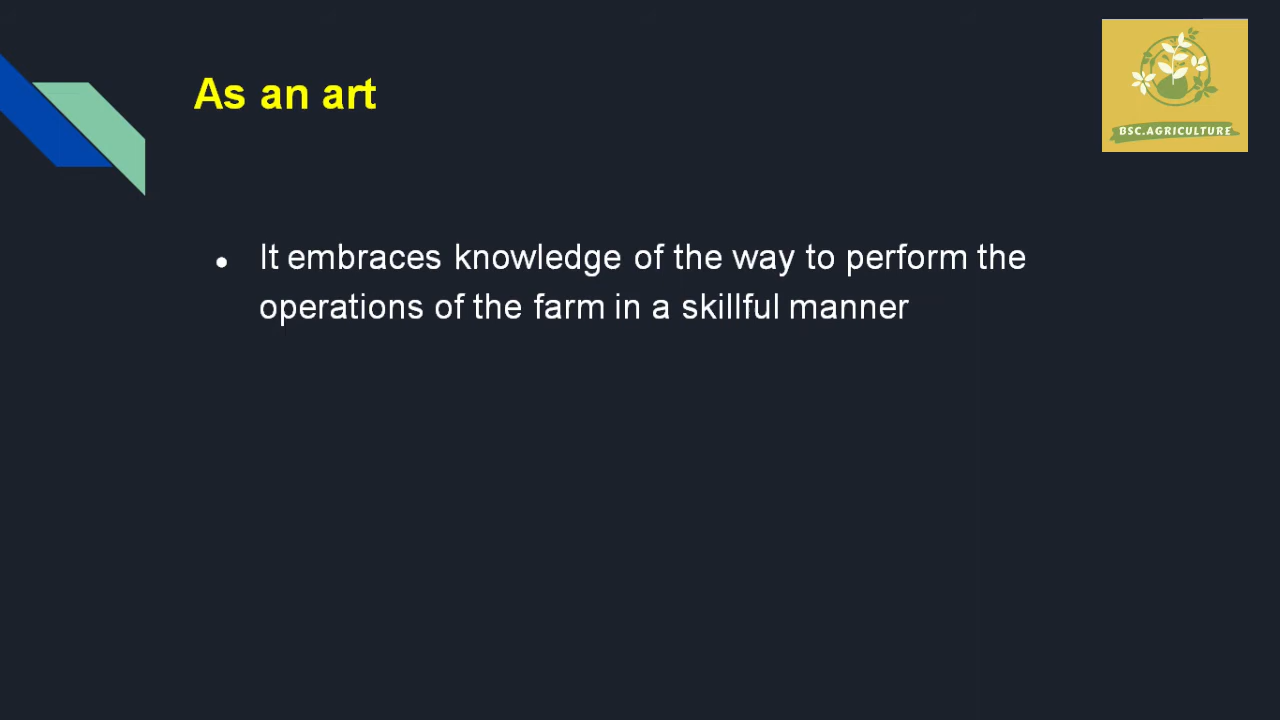 As an art
BSC.AGRICULTURE
● It embraces knowledge of the way to perform the
operations of the farm in a skillful manner